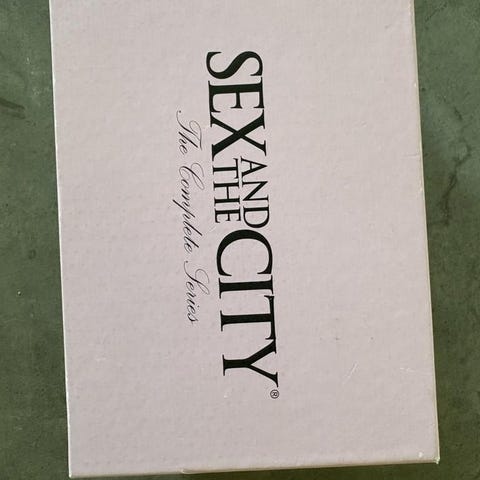 SEX AND THE CITY®
The Complete Series